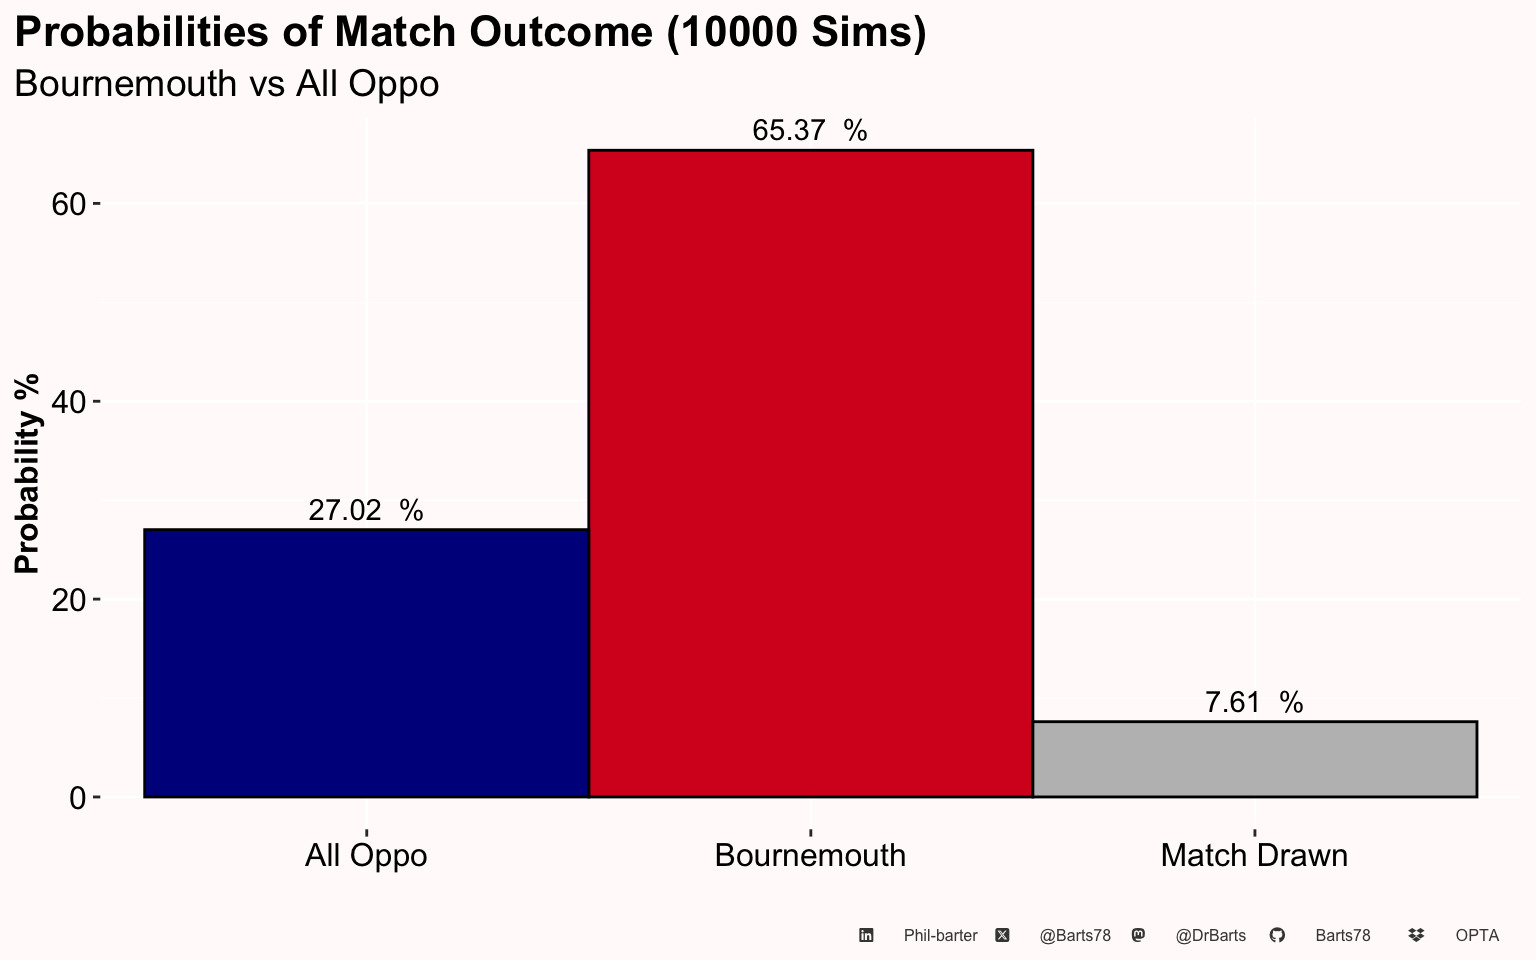 Probabilities of Match Outcome (10000 Sims)
Bournemouth vs All Oppo
65.37 %
60
Probability %
40
27.02 %
20
7.61 %
0
All Oppo Bournemouth Match Drawn
Phil-barter @Barts78 @DrBarts Barts78 OPTA